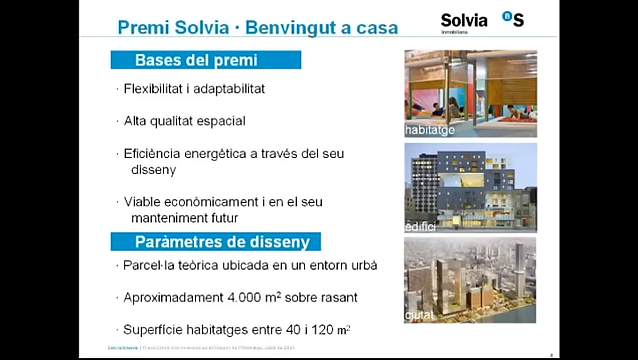 Premi Solvia · Benvingut a casa
Solvia
Inmobiliaria
B S
Bases del premi
· Flexibilitat i adaptabilitat
· Alta qualitat espacial
· Eficiència energètica a través del seu
disseny
· Viable econòmicament i en el seu
manteniment futur
habitatge
edifici
Paràmetres de disseny
· Parcel·la teòrica ubicada en un entorn urbà
· Aproximadament 4.000 m² sobre rasant
· Superfície habitatges entre 40 i 120 m²
ciutat